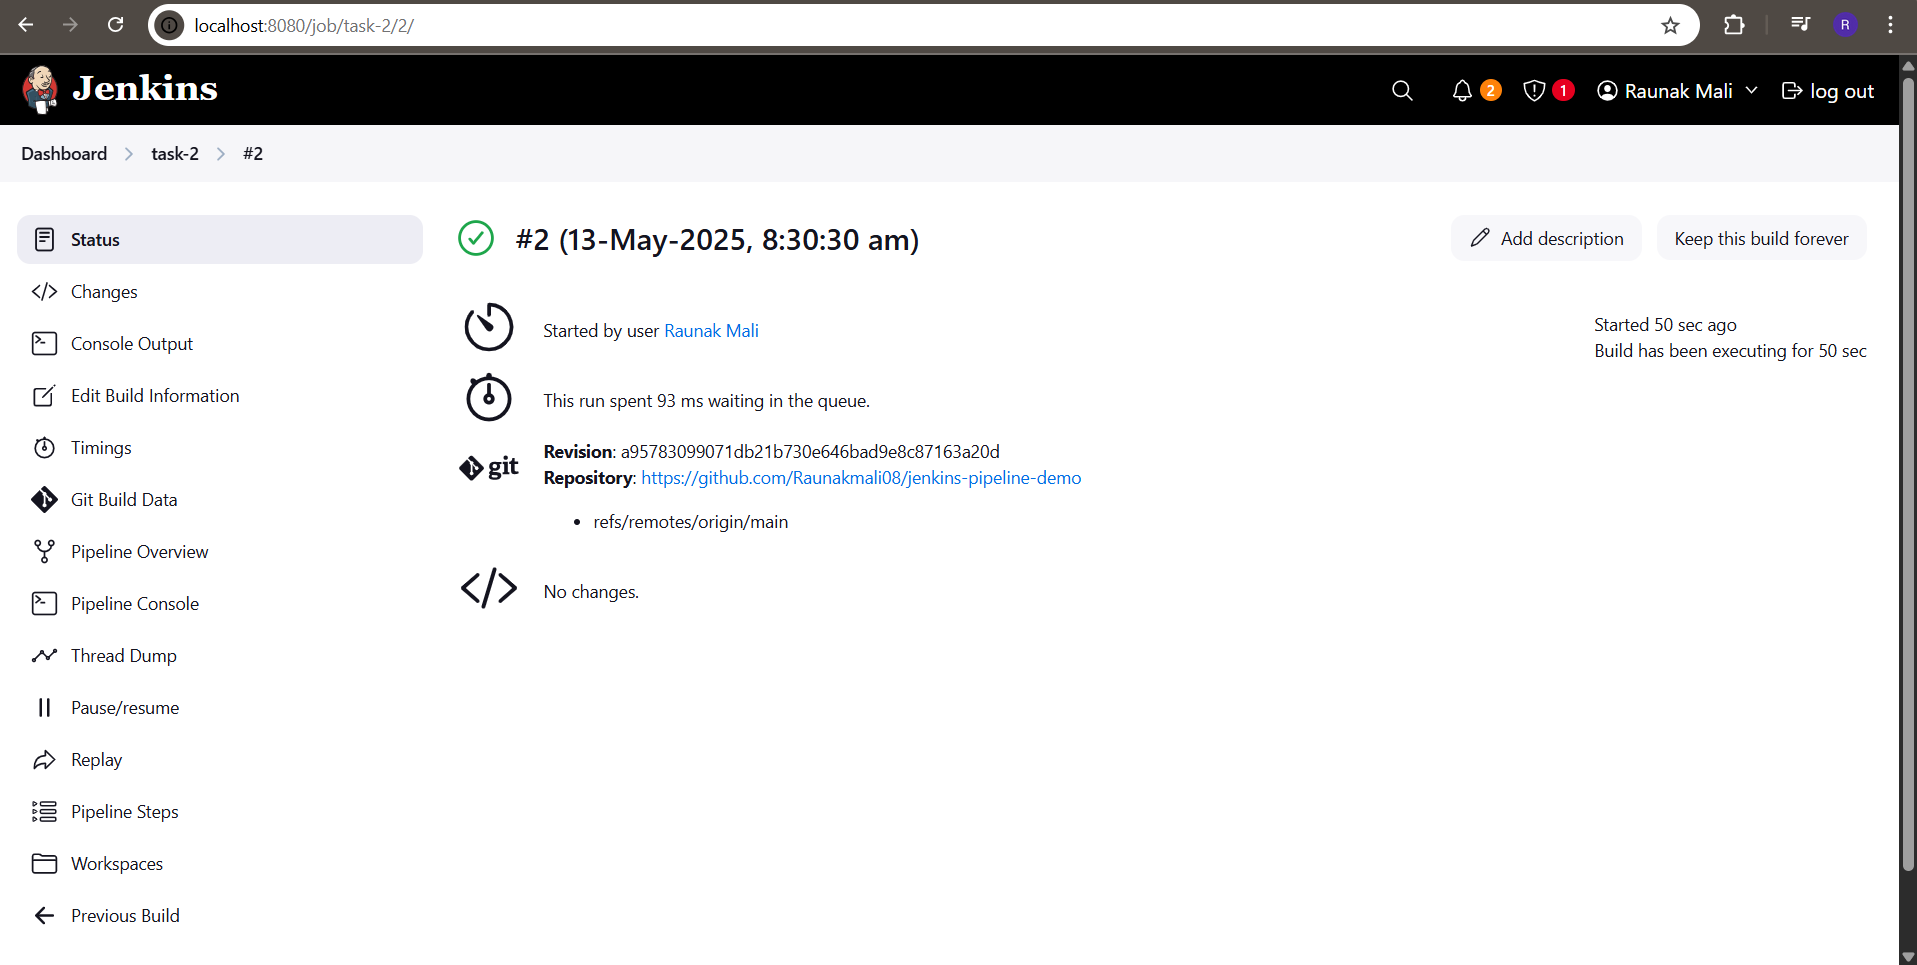 localhost:8080/job/task-2/2/
R
Jenkins
2
1
Raunak Mali
log out
Dashboard
task-2
#2
Status
Changes
Console Output
Edit Build Information
Timings
Git Build Data
Pipeline Overview
Pipeline Console
Thread Dump
Pause/resume
Replay
Pipeline Steps
Workspaces
Previous Build
#2 (13-May-2025, 8:30:30 am)
Add description
Keep this build forever
Started by user Raunak Mali
Started 50 sec ago
Build has been executing for 50 sec
This run spent 93 ms waiting in the queue.
git
Revision: a95783099071db21b730e646bad9e8c87163a20d
Repository: https://github.com/Raunakmali08/jenkins-pipeline-demo
• refs/remotes/origin/main
No changes.